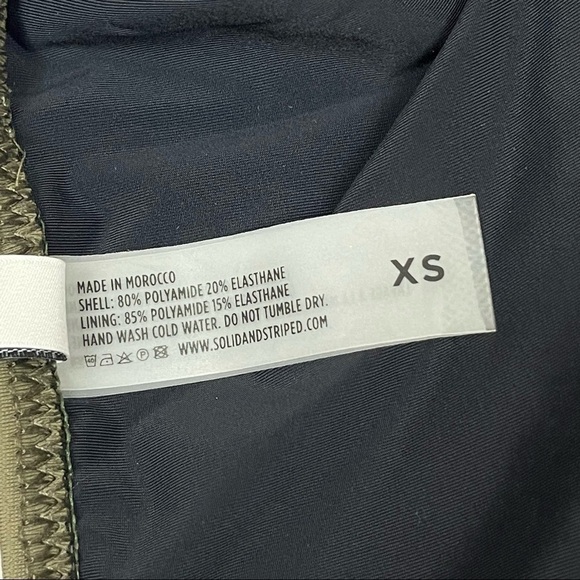 MADE IN MOROCCO
SHELL: 80% POLYAMIDE 20% ELASTHANE
LINING: 85% POLYAMIDE 15% ELASTHANE
HAND WASH COLD WATER. DO NOT TUMBLE DRY.
WWW.SOLIDANDSTRIPED.COM
XS